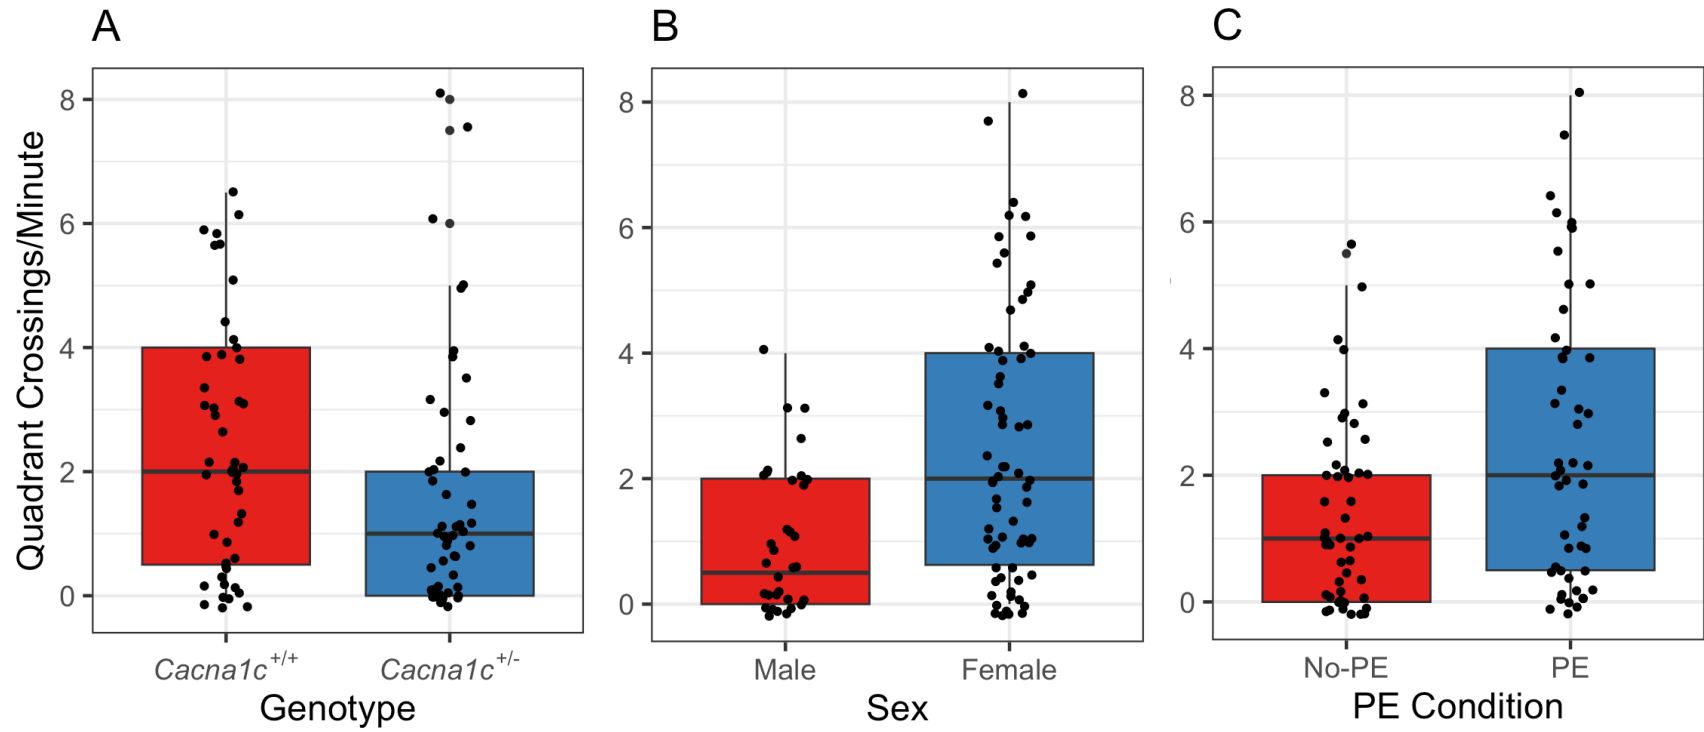 A
B
C
Quadrant Crossings/Minute
8
6
4
2
0
Cacna1c+/+
Cacna1c+/-
Genotype
8
6
4
2
0
Male
Female
Sex
8
6
4
2
0
No-PE
PE
PE Condition